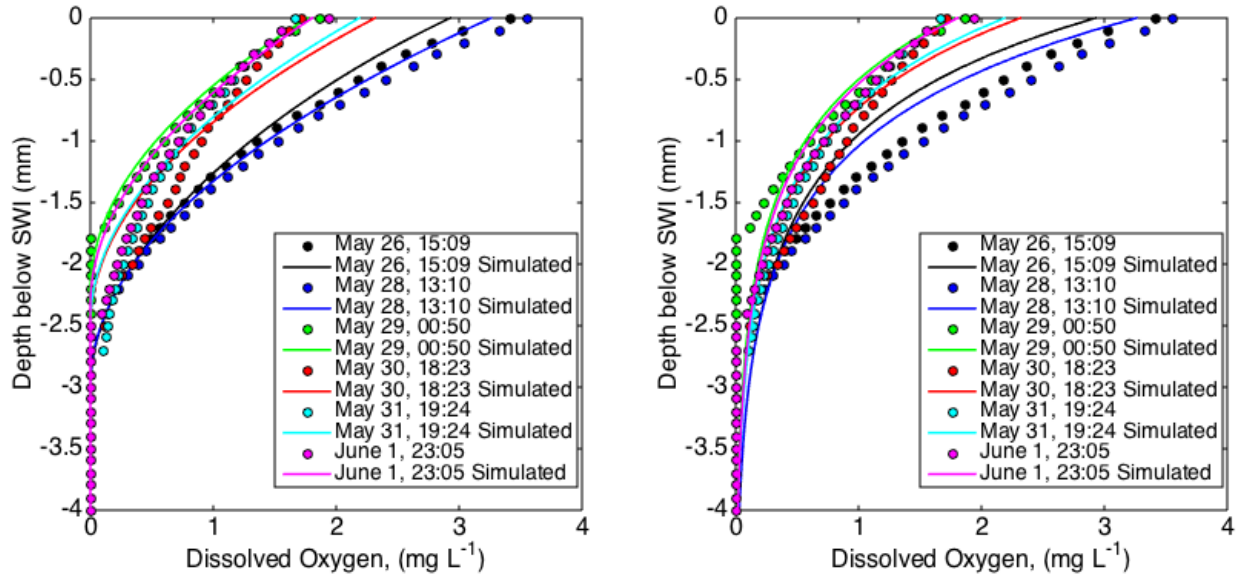 0
-0.5
-1
-1.5
-2
-2.5
-3
-3.5
-4
Depth below SWI (mm)
0
1
2
3
4
Dissolved Oxygen, (mg L-1)
May 26, 15:09
May 26, 15:09 Simulated
May 28, 13:10
May 28, 13:10 Simulated
May 29, 00:50
May 29, 00:50 Simulated
May 30, 18:23
May 30, 18:23 Simulated
May 31, 19:24
May 31, 19:24 Simulated
June 1, 23:05
June 1, 23:05 Simulated
0
-0.5
-1
-1.5
-2
-2.5
-3
-3.5
-4
Depth below SWI (mm)
0
1
2
3
4
Dissolved Oxygen, (mg L-1)
May 26, 15:09
May 26, 15:09 Simulated
May 28, 13:10
May 28, 13:10 Simulated
May 29, 00:50
May 29, 00:50 Simulated
May 30, 18:23
May 30, 18:23 Simulated
May 31, 19:24
May 31, 19:24 Simulated
June 1, 23:05
June 1, 23:05 Simulated